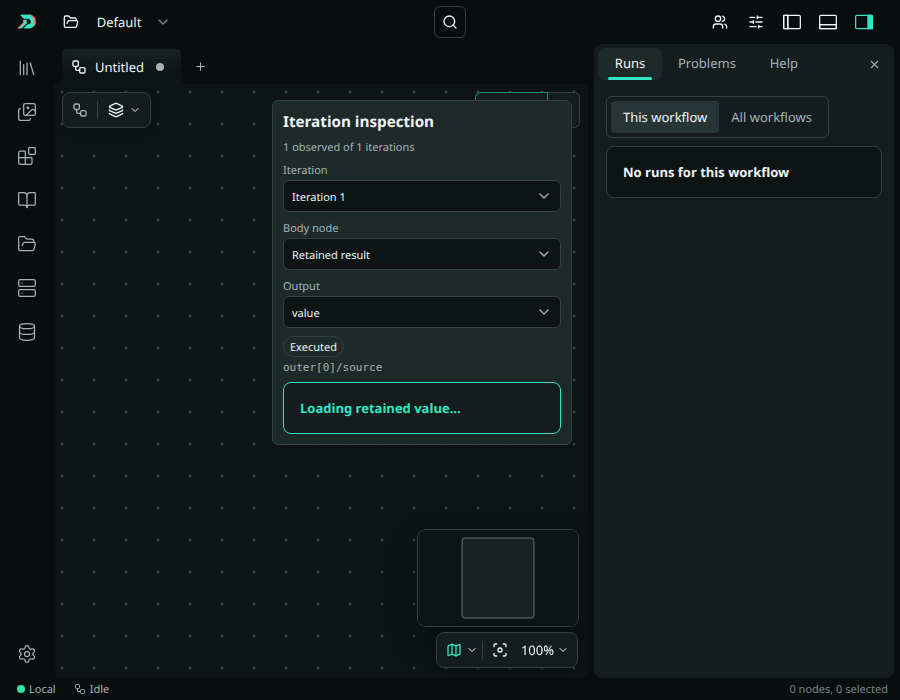 Default
Untitled
Runs
Problems
Help
This workflow
All workflows
No runs for this workflow
Iteration inspection
1 observed of 1 iterations
Iteration
Iteration 1
Body node
Retained result
Output
value
Executed
outer[0]/source
Loading retained value...
100%
Local
Idle
0 nodes, 0 selected